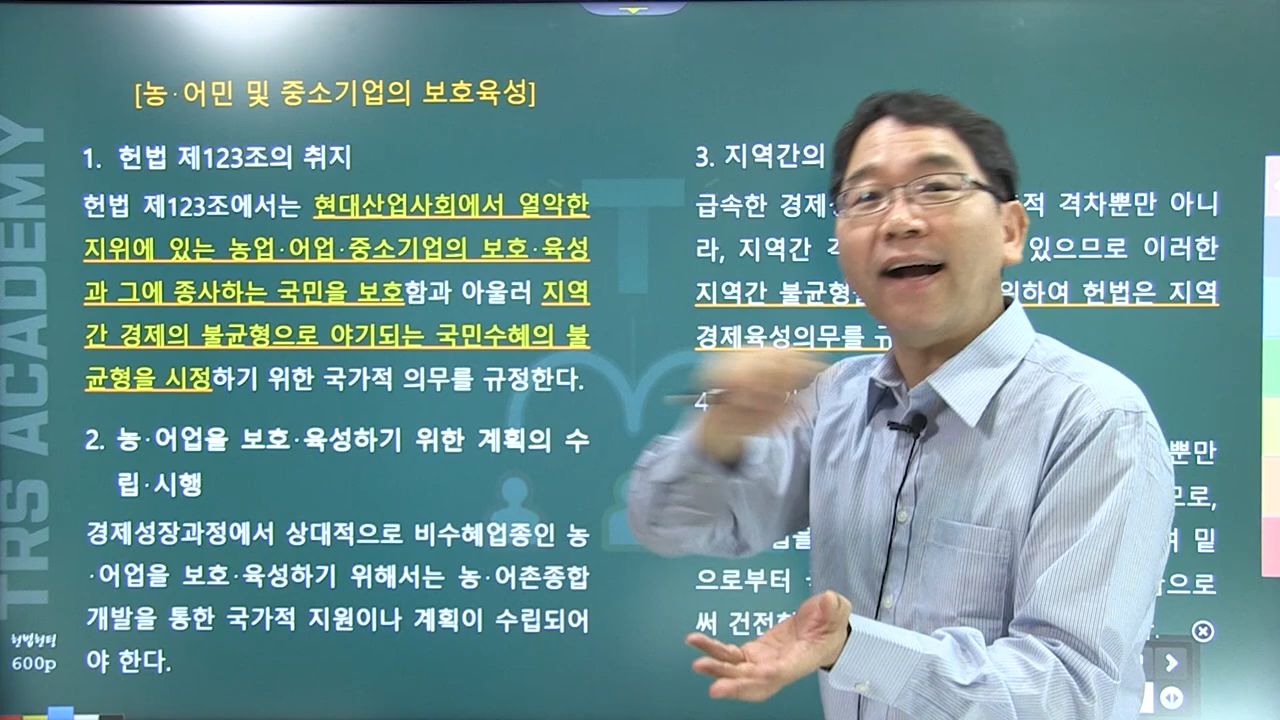 [농·어민 및 중소기업의 보호육성]
1. 헌법 제123조의 취지
헌법 제123조에서는 현대산업사회에서 열악한
지위에 있는 농업·어업·중소기업의 보호·육성
과 그에 종사하는 국민을 보호함과 아울러 지역
간 경제의 불균형으로 야기되는 국민수혜의 불
균형을 시정하기 위한 국가적 의무를 규정한다.
2. 농·어업을 보호·육성하기 위한 계획의 수
립·시행
경제성장과정에서 상대적으로 비수혜업종인 농
·어업을 보호·육성하기 위해서는 농·어촌종합
개발을 통한 국가적 지원이나 계획이 수립되어
야 한다.
3. 지역간의
급속한 경제 적 격차뿐만 아니
라, 지역간 있으므로 이러한
지역간 불균형을 위하여 헌법은 지역
경제육성의무를
4
뿐만
므로,
밑
으로부터 으로
써 건전한
TRS ACADEMY
헌법형펌
600p